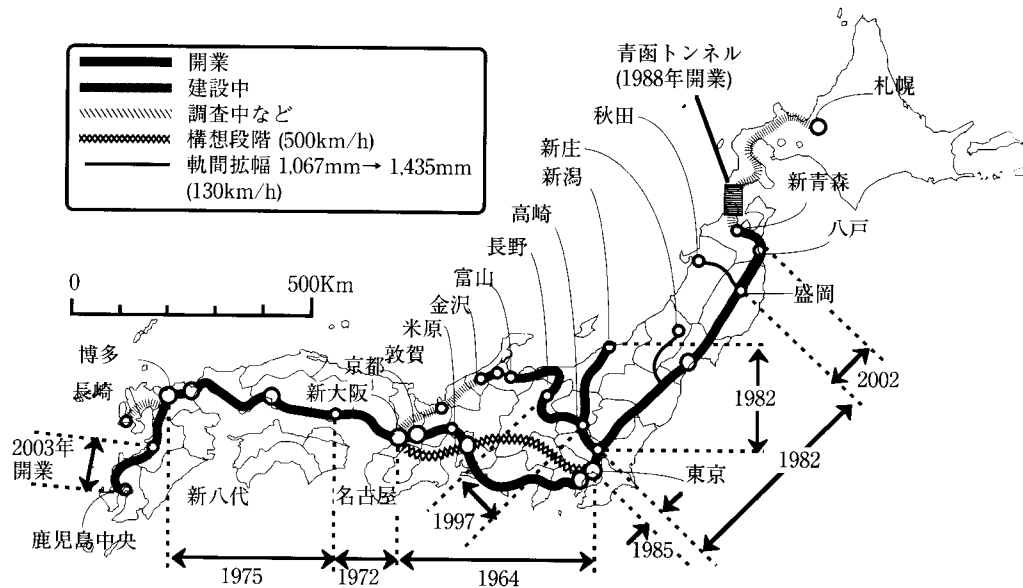 開業
建設中
調査中など
構想段階 (500km/h)
軌間拡幅 1,067mm→ 1,435mm
(130km/h)
青函トンネル
(1988年開業)
札幌
秋田
新庄
新潟
新青森
高崎
八戸
長野
富山
盛岡
0
500Km
金沢
米原
博多
京都
敦賀
長崎
新大阪
2002
1982
1982
2003年
開業
東京
新八代
名古屋
1997
鹿児島中央
1985
1975
1972
1964